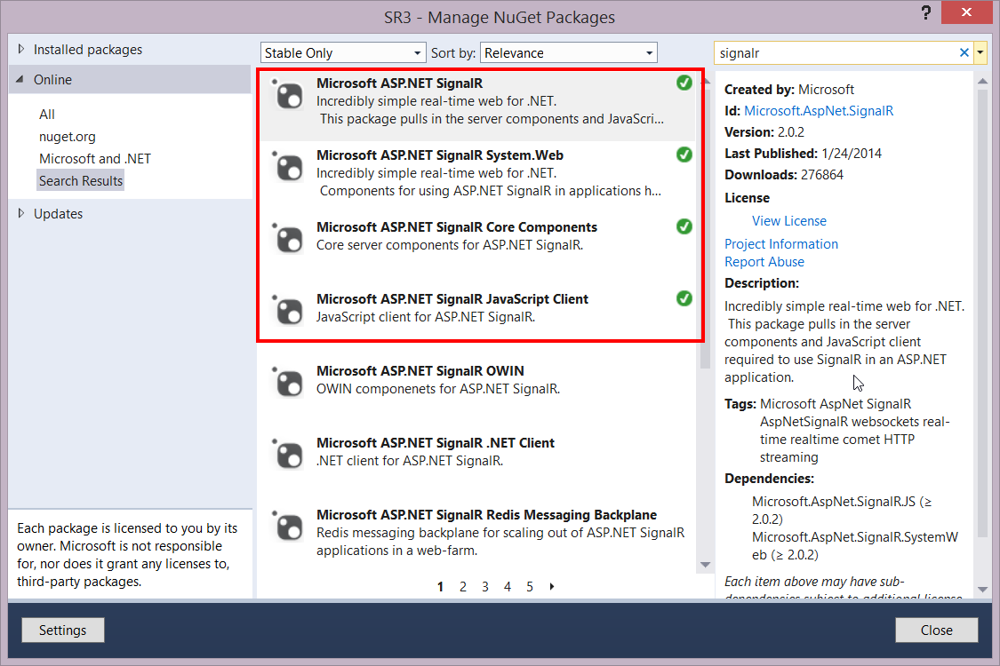 SR3 - Manage NuGet Packages
?
Installed packages
Online
All
nuget.org
Microsoft and .NET
Search Results
Updates
Each package is licensed to you by its
owner. Microsoft is not responsible
for, nor does it grant any licenses to,
third-party packages.
Stable Only
Sort by:
Relevance
Microsoft ASP.NET SignalR
Incredibly simple real-time web for .NET.
This package pulls in the server components and JavaScri...
Microsoft ASP.NET SignalR System.Web
Incredibly simple real-time web for .NET.
Components for using ASP.NET SignalR in applications h...
Microsoft ASP.NET SignalR Core Components
Core server components for ASP.NET SignalR.
Microsoft ASP.NET SignalR JavaScript Client
JavaScript client for ASP.NET SignalR.
Microsoft ASP.NET SignalR OWIN
OWIN componenets for ASP.NET SignalR.
Microsoft ASP.NET SignalR .NET Client
.NET client for ASP.NET SignalR.
Microsoft ASP.NET SignalR Redis Messaging Backplane
Redis messaging backplane for scaling out of ASP.NET SignalR
applications in a web-farm.
1 2 3 4 5
signalr
Created by: Microsoft
Id: Microsoft.AspNet.SignalR
Version: 2.0.2
Last Published: 1/24/2014
Downloads: 276864
License
View License
Project Information
Report Abuse
Description:
Incredibly simple real-time web for .NET.
This package pulls in the server
components and JavaScript client
required to use SignalR in an ASP.NET
application.
Tags: Microsoft AspNet SignalR
AspNetSignalR websockets real-
time realtime comet HTTP
streaming
Dependencies:
Microsoft.AspNet.SignalR.JS (≥
2.0.2)
Microsoft.AspNet.SignalR.SystemW
eb (≥ 2.0.2)
Each item above may have sub-
dependencies subject to additional license
Settings
Close